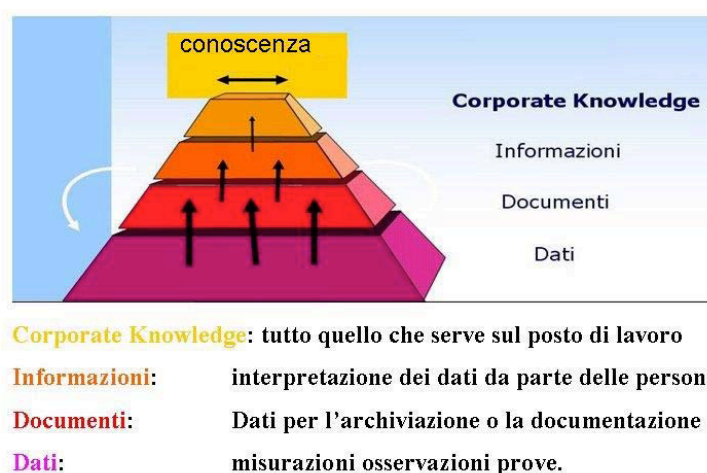 conoscenza
Corporate Knowledge
Informazioni
Documenti
Dati
Corporate Knowledge: tutto quello che serve sul posto di lavoro
Informazioni: interpretazione dei dati da parte delle person
Documenti: Dati per l’archiviazione o la documentazione
Dati: misurazioni osservazioni prove.